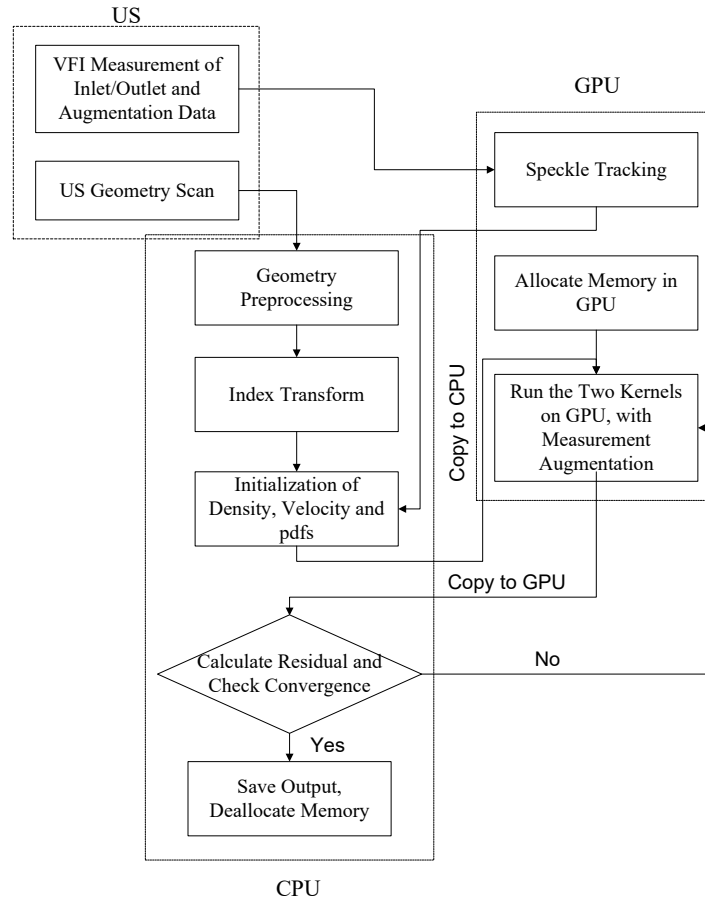 US
VFI Measurement of
Inlet/Outlet and
Augmentation Data
US Geometry Scan
GPU
Speckle Tracking
Allocate Memory in
GPU
Run the Two Kernels
on GPU, with
Measurement
Augmentation
Geometry
Preprocessing
Index Transform
Initialization of
Density, Velocity and
pdfs
Copy to CPU
Copy to GPU
Calculate Residual and
Check Convergence
No
Yes
Save Output,
Deallocate Memory
CPU